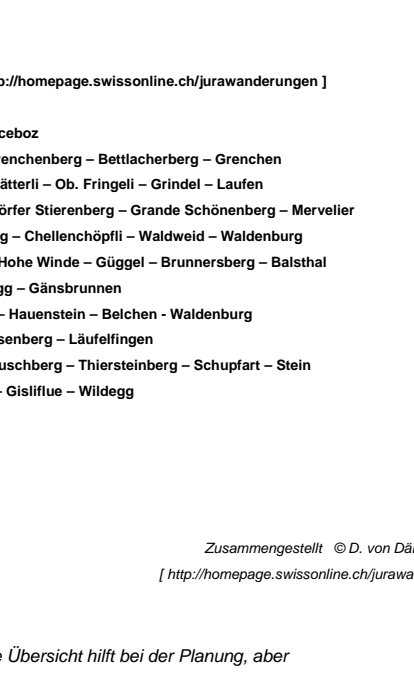 p://homepage.swissonline.ch/jurawanderungen ]
ceboz
enchenberg – Bettlacherberg – Grenchen
ätterli – Ob. Fringeli – Grindel – Laufen
örfer Stierenberg – Grande Schönenberg – Mervelier
g – Chellenchöpfli – Waldweid – Waldenburg
Hohe Winde – Güggel – Brunnersberg – Balsthal
gg – Gänsbrunnen
– Hauenstein – Belchen - Waldenburg
senberg – Läufelfingen
uschberg – Thiersteinberg – Schupfart – Stein
– Gisliflue – Wildegg
Zusammengestellt © D. von Dä
[ http://homepage.swissonline.ch/jurawa
e Übersicht hilft bei der Planung, aber